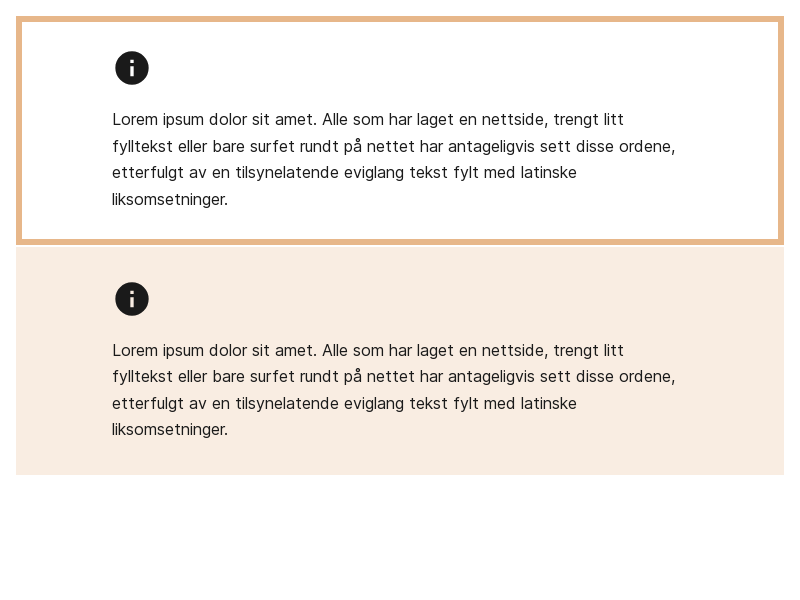 Lorem ipsum dolor sit amet. Alle som har laget en nettside, trengt litt
fylltekst eller bare surfet rundt på nettet har antageligvis sett disse ordene,
etterfulgt av en tilsynelatende eviglang tekst fylt med latinske
liksomsetninger.
Lorem ipsum dolor sit amet. Alle som har laget en nettside, trengt litt
fylltekst eller bare surfet rundt på nettet har antageligvis sett disse ordene,
etterfulgt av en tilsynelatende eviglang tekst fylt med latinske
liksomsetninger.